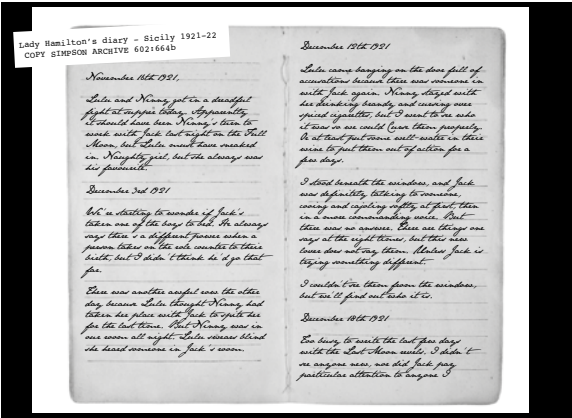 Lady Hamilton's diary - Sicily 1921-22
COPY SIMPSON ARCHIVE 602:664b
November 16th 1921,
Lulu and Ninny got in a dreadful
fight at supper today. Apparently
it should have been Ninny's turn to
work with Jack last night on the Full
Moon, but Lulu must have sneaked
in. Naughty girl, but she always was
his favourite.
December 3rd 1921
We're starting to wonder if Jack's
taken one of the boys to bed. He always
says there's a different power when a
person takes on the role counter to their
birth, but I didn't think he'd go that
far.
There was another awful row the other
day because Lulu thought Ninny had
taken her place with Jack to spite her
for the last time. But Ninny was in
our room all night. Lulu swears blind
she heard someone in Jack's room.
December 12th 1921
Lulu came banging on the door full of
accusations because there was someone in
with Jack again. Ninny stayed with
her drinking brandy and cursing over
spiced cigarettes, but I went to see who
it was so we could Curse them properly.
Or at least put some well-water in their
wine to put them out of action for a
few days.
I stood beneath the window, and Jack
was definitely talking to someone,
cooing and cajoling softly at first, then
in a more commanding voice. But
there was no answer. There are things one
says at the right times, but this new
lover does not say them. Unless Jack is
trying something different.
I couldn't see them from the window,
but we'll find out who it is.
December 18th 1921
Too busy to write the last few days
with the Last Moon revels. I didn't
see anyone new, nor did Jack pay
particular attention to anyone I